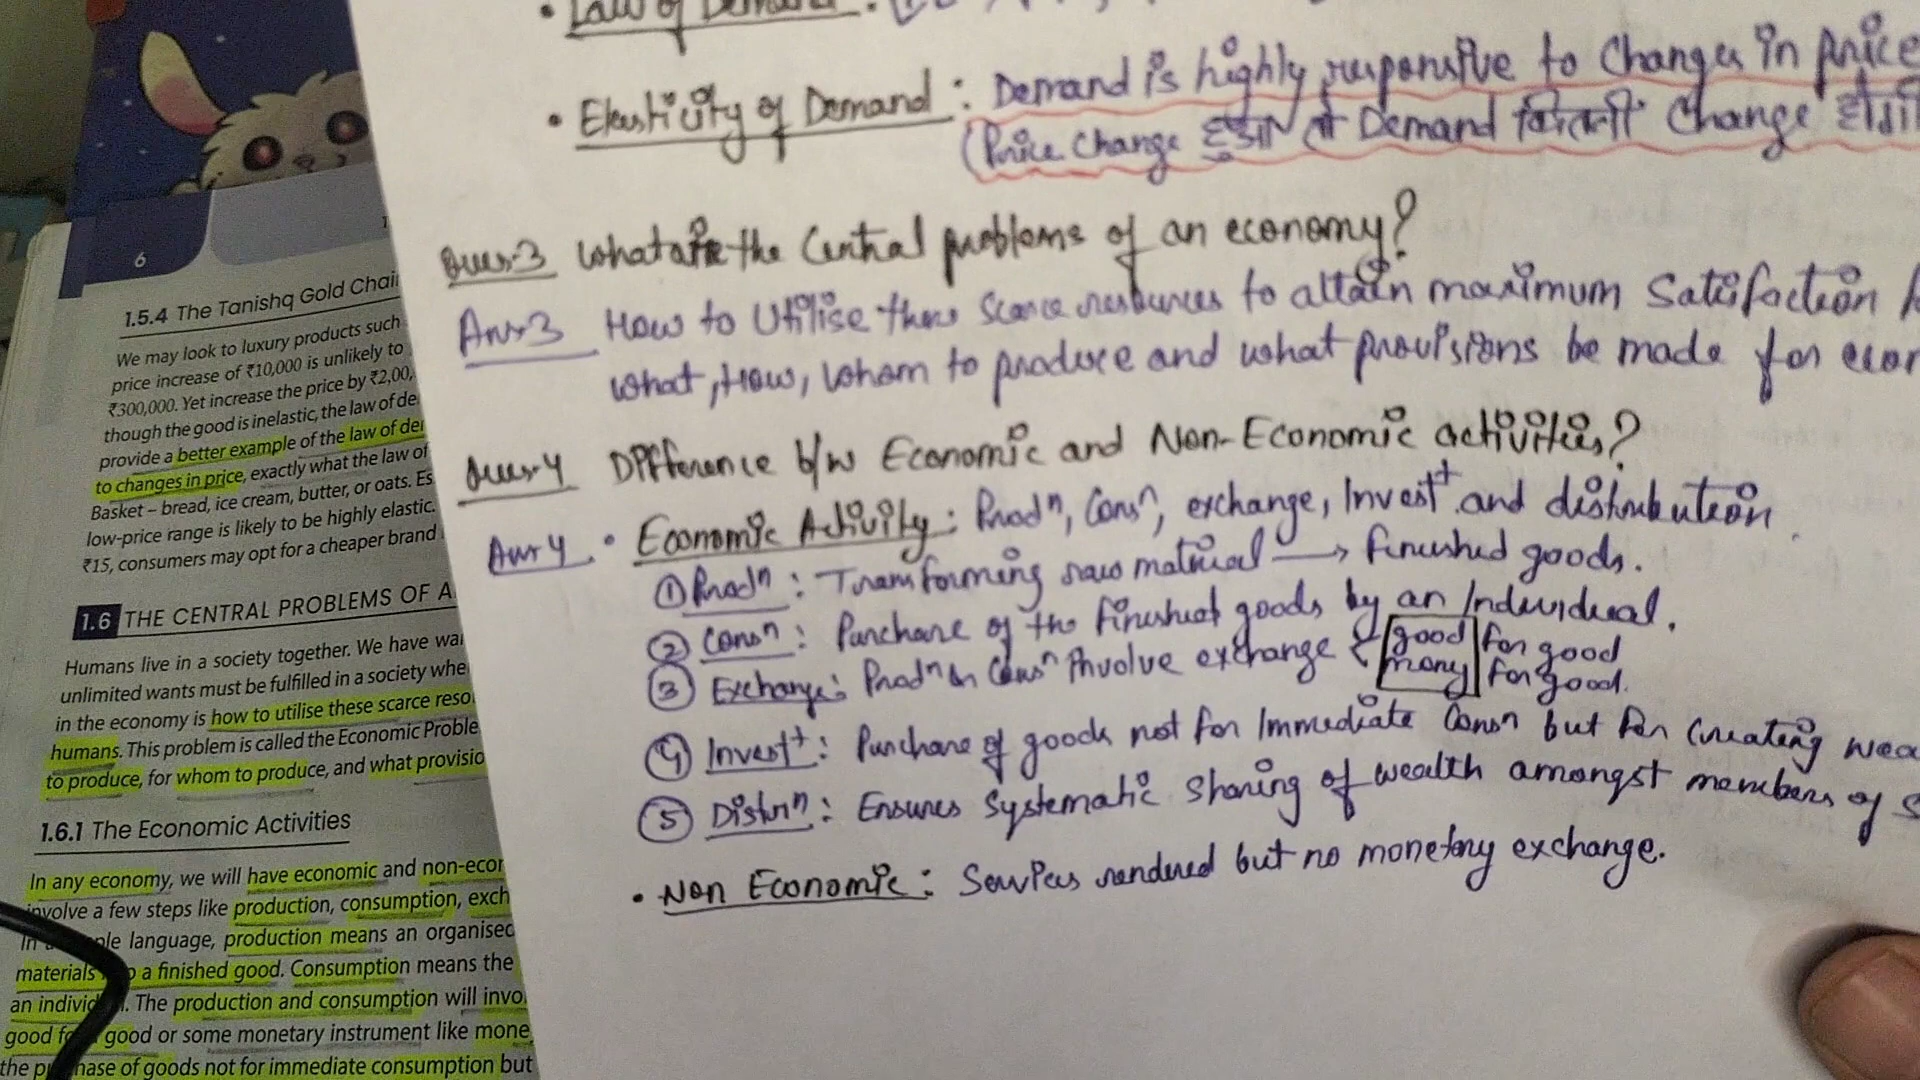 6
1.5.4 The Tanishq Gold Chai
We may look to luxury products such
price increase of ₹10,000 is unlikely to
₹300,000. Yet increase the price by ₹2,00,
though the good is inelastic, the law of de
provide a better example of the law of de
to changes in price, exactly what the law of
Basket – bread, ice cream, butter, or oats. Es
low-price range is likely to be highly elastic.
₹15, consumers may opt for a cheaper brand
1.6 THE CENTRAL PROBLEMS OF A
Humans live in a society together. We have wa
unlimited wants must be fulfilled in a society whe
in the economy is how to utilise these scarce reso
humans. This problem is called the Economic Proble
to produce, for whom to produce, and what provisio
1.6.1 The Economic Activities
In any economy, we will have economic and non-econ
involve a few steps like production, consumption, exch
language, production means an organised
materials a finished good. Consumption means the
an The production and consumption will invo
good good or some monetary instrument like mone
the of goods not for immediate consumption but
• Law of Demand :
• Elasticity of Demand : Demand is highly responsive to Changes in price
(Price change हुआ तो Demand कितनी Change होगी
Ques-3 What are the Central problems of an economy?
Ans-3 How to Utilise these Scarce resources to attain maximum Satisfaction
What, How, Whom to produce and what provisions be made for
Ques-4 Difference b/w Economic and Non-Economic activities?
Ans-4 • Economic Activity : Prodⁿ, Consⁿ, exchange, Invest⁺ and distribution.
① Prodⁿ : Transforming raw material → finished goods.
② Consⁿ : Purchase of the finished goods by an Individual.
③ Exchange: Prodⁿ & Consⁿ involve exchange { good for good
money for good.
④ Invest⁺ : Purchase of goods not for Immediate Consn but for Creating wea
⑤ Distriⁿ : Ensures Systematic Sharing of wealth amongst members of s
• Non Economic : Services rendered but no monetary exchange.